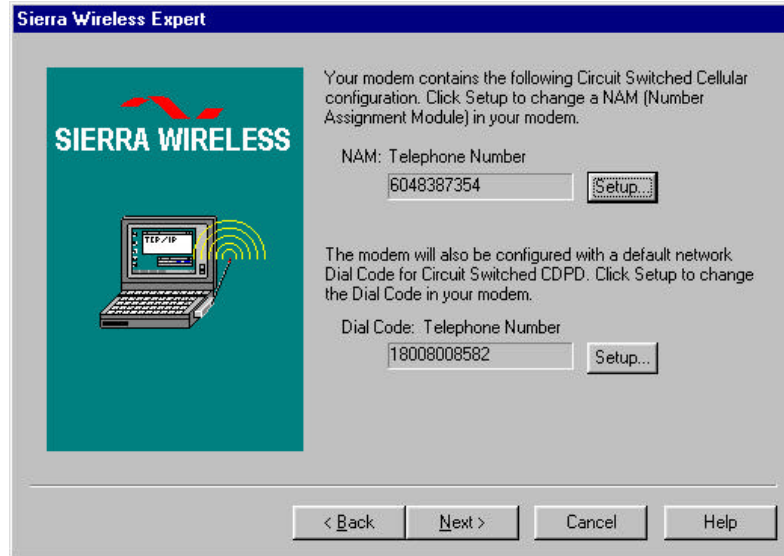 Sierra Wireless Expert
SIERRA WIRELESS
TCP/IP
Your modem contains the following Circuit Switched Cellular
configuration. Click Setup to change a NAM (Number
Assignment Module) in your modem.
NAM: Telephone Number
6048387354
Setup...
The modem will also be configured with a default network
Dial Code for Circuit Switched CDPD. Click Setup to change
the Dial Code in your modem.
Dial Code: Telephone Number
18008008582
Setup...
< Back
Next >
Cancel
Help